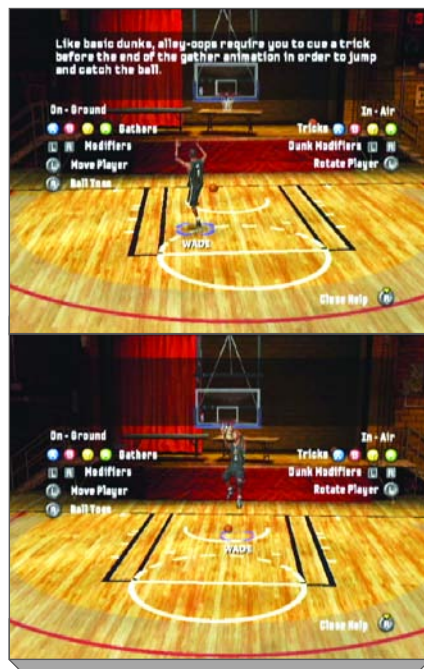 Like basic dunks, alley-oops require you to cue a trick
before the end of the gather animation in order to jump
and catch the ball.
On-Ground
In-Air
Gathers
Tricks
L R Modifiers
Dunk Modifiers L R
L Move Player
Rotate Player L
R Ball Toss
WADE
Close Help
On-Ground
In-Air
Gathers
Tricks
L R Modifiers
Dunk Modifiers L R
L Move Player
Rotate Player L
R Ball Toss
WADE
Close Help